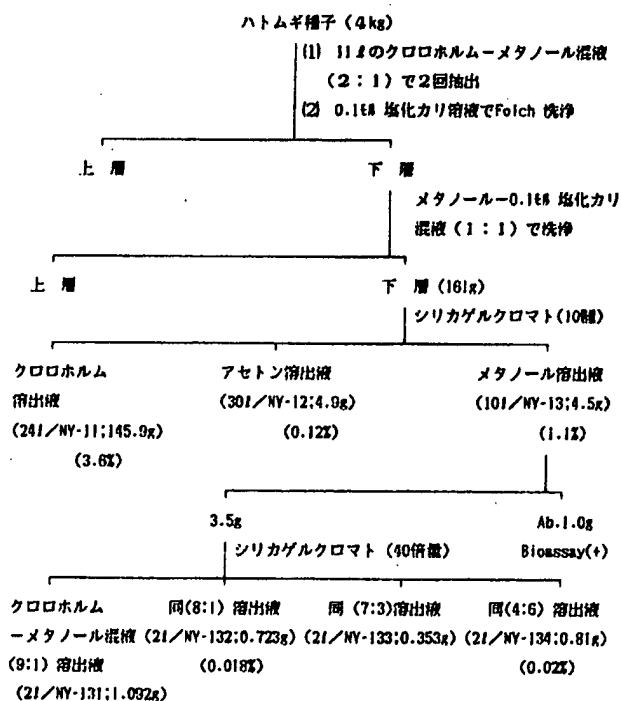 ハトムギ種子 (4kg)
(1) 11ℓのクロロホルム−メタノール混液
(2:1) で2回抽出
(2) 0.1モル 塩化カリ溶液でFolch 洗浄
上 層
下 層
メタノール−0.1モル 塩化カリ
混液 (1:1) で洗浄
上 層
下 層 (161g)
シリカゲルクロマト(10倍量)
クロロホルム
溶出液
(24ℓ/NY-11;145.9g)
(3.6%)
アセトン溶出液
(30ℓ/NY-12;4.9g)
(0.12%)
メタノール溶出液
(10ℓ/NY-13;4.5g)
(1.1%)
3.5g
Ab.1.0g
シリカゲルクロマト (40倍量)
Bioassay(+)
クロロホルム
−メタノール混液
(9:1) 溶出液
(2ℓ/NY-131;1.092g)
同(8:1) 溶出液
(2ℓ/NY-132;0.723g)
(0.018%)
同 (7:3)溶出液
(2ℓ/NY-133;0.353g)
同(4:6) 溶出液
(2ℓ/NY-134;0.81g)
(0.02%)